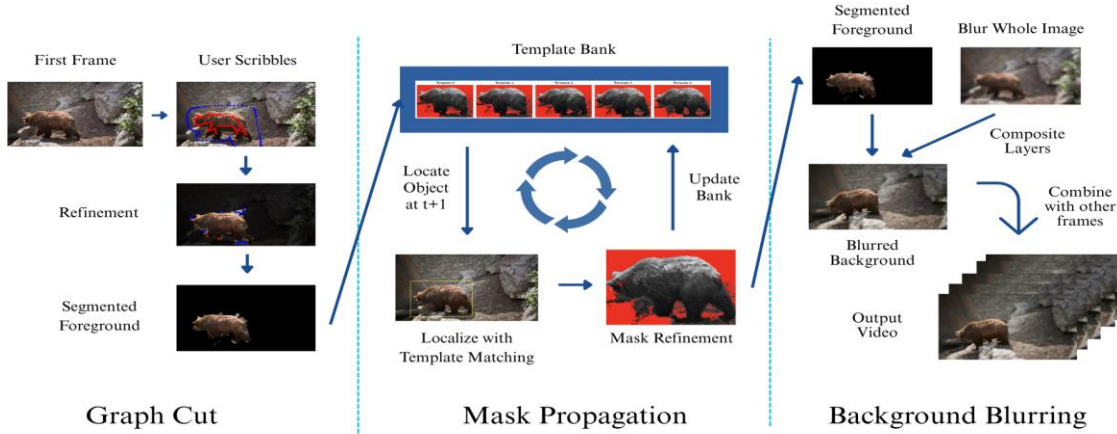 First Frame
User Scribbles
Refinement
Segmented
Foreground
Graph Cut
Template Bank
Locate
Object
at t+1
Update
Bank
Localize with
Template Matching
Mask Refinement
Mask Propagation
Segmented
Foreground
Blur Whole Image
Composite
Layers
Combine
with other
frames
Blurred
Background
Output
Video
Background Blurring